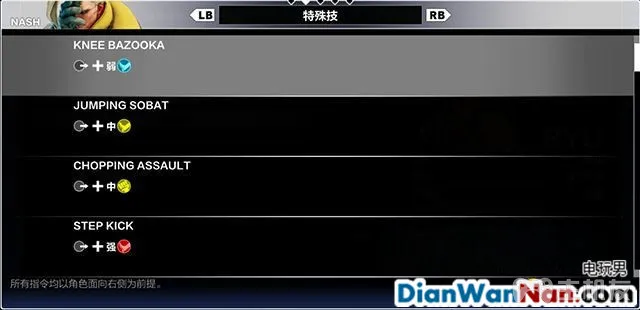 NASH
LB 特殊技 RB
KNEE BAZOOKA
+ 弱
JUMPING SOBAT
+ 中
CHOPPING ASSAULT
+ 中
STEP KICK
+ 强
所有指令均以角色面向右侧为前提。
电玩男
DianWanNan.com